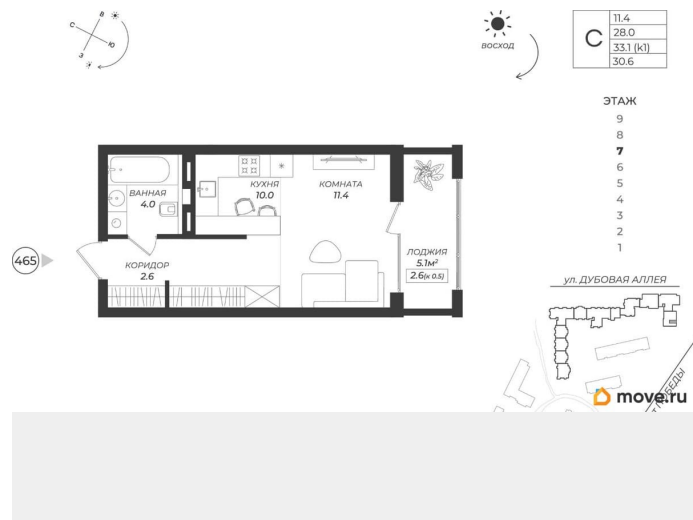 В
С
Ю
З
ВОСХОД
С
11.4
28.0
33.1 (k1)
30.6
ЭТАЖ
9
8
7
6
5
4
3
2
1
ВАННАЯ
4.0
КУХНЯ
10.0
КОМНАТА
11.4
ЛОДЖИЯ
5.1м²
2.6(к 0.5)
465
КОРИДОР
2.6
ул. ДУБОВАЯ АЛЛЕЯ
ПОБЕДЫ
move.ru